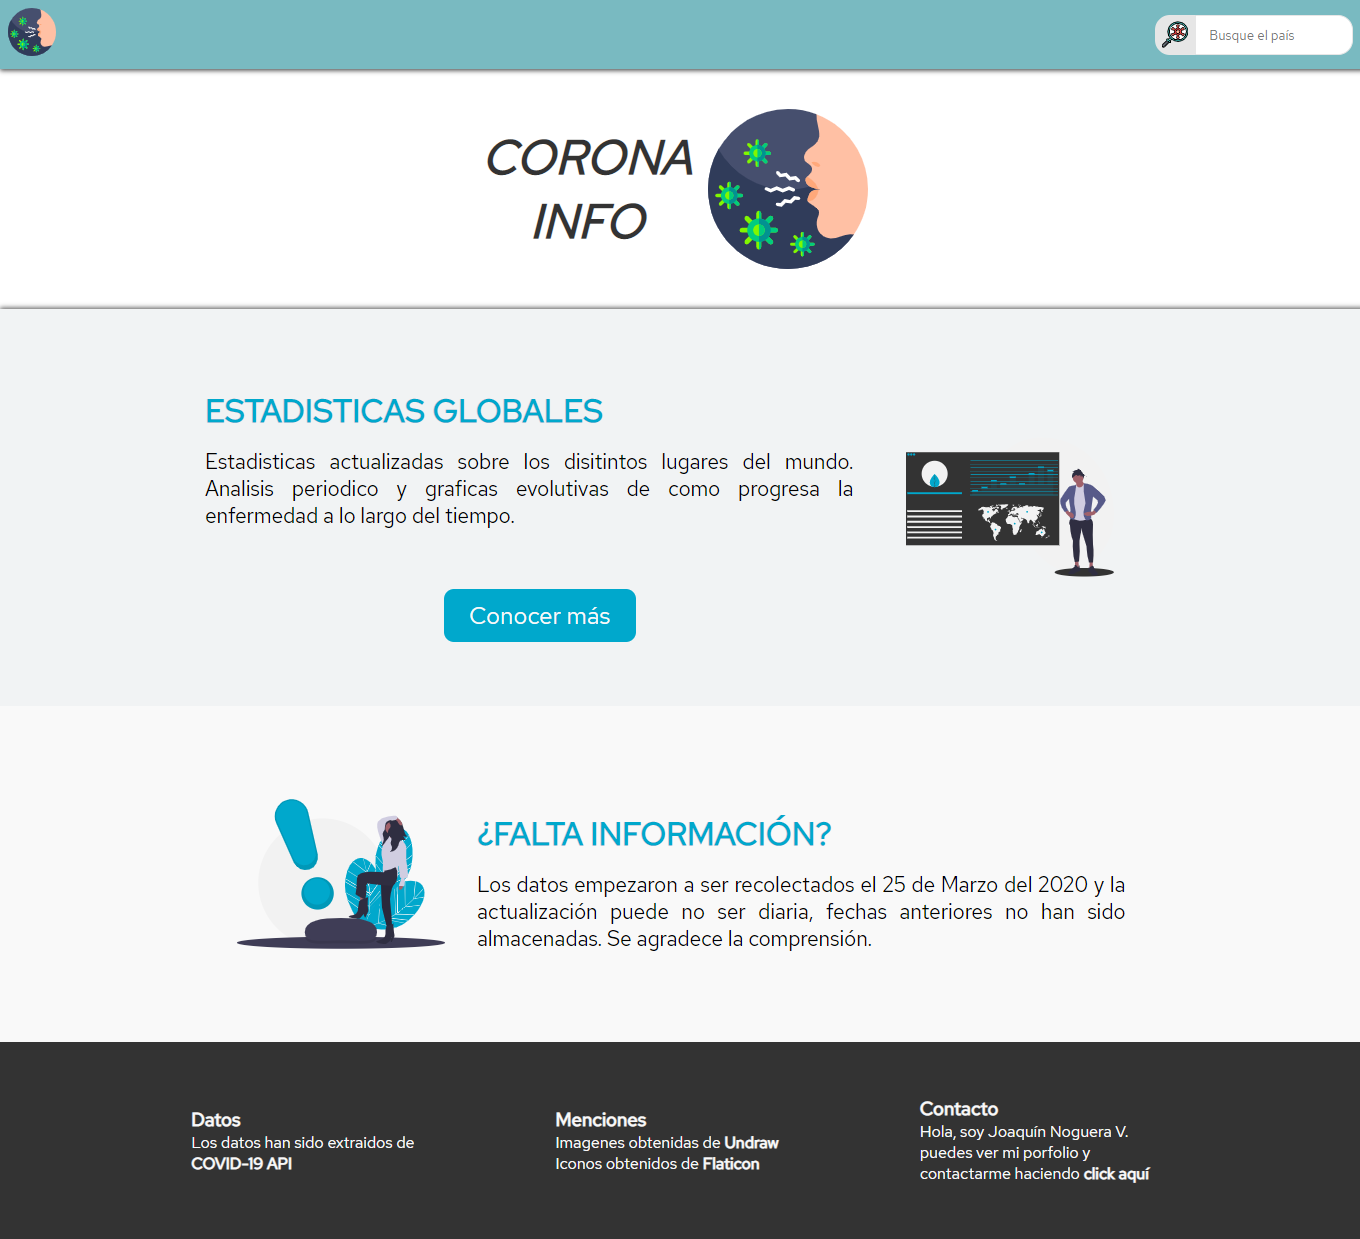 Busque el país
CORONA
INFO
ESTADISTICAS GLOBALES
Estadisticas actualizadas sobre los disitintos lugares del mundo.
Analisis periodico y graficas evolutivas de como progresa la
enfermedad a lo largo del tiempo.
Conocer más
¿FALTA INFORMACIÓN?
Los datos empezaron a ser recolectados el 25 de Marzo del 2020 y la
actualización puede no ser diaria, fechas anteriores no han sido
almacenadas. Se agradece la comprensión.
Datos
Los datos han sido extraidos de
COVID-19 API
Menciones
Imagenes obtenidas de Undraw
Iconos obtenidos de Flaticon
Contacto
Hola, soy Joaquín Noguera V.
puedes ver mi porfolio y
contactarme haciendo click aquí